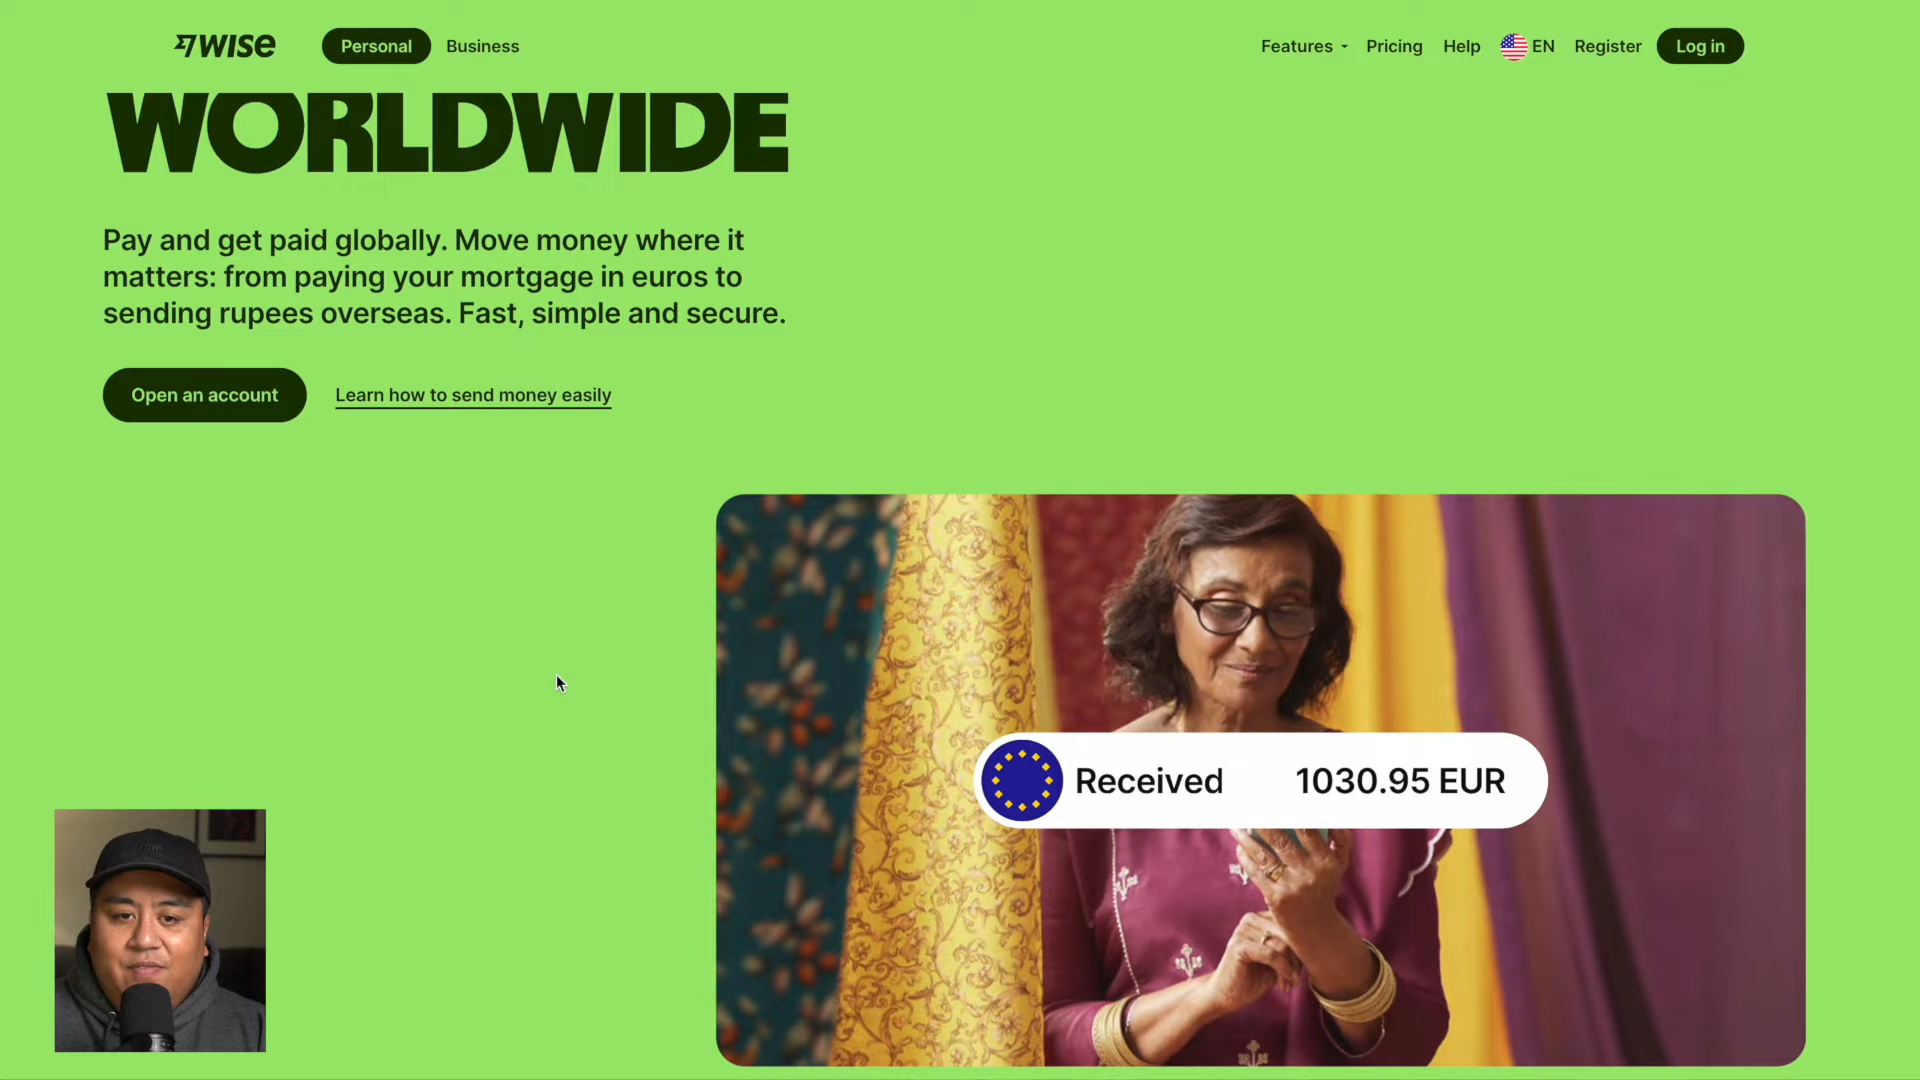 WISE
Personal
Business
Features
Pricing
Help
EN
Register
Log in
WORLDWIDE
Pay and get paid globally. Move money where it
matters: from paying your mortgage in euros to
sending rupees overseas. Fast, simple and secure.
Open an account
Learn how to send money easily
Received
1030.95 EUR